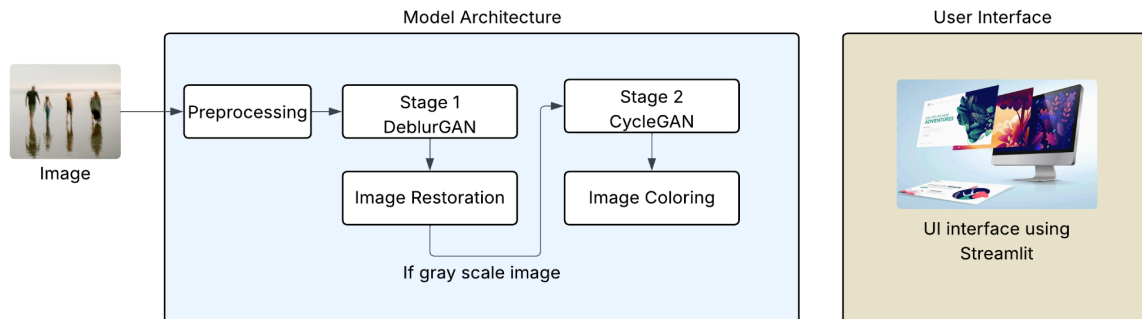 Model Architecture
User Interface
Image
Preprocessing
Stage 1
DeblurGAN
Stage 2
CycleGAN
Image Restoration
Image Coloring
If gray scale image
UI interface using
Streamlit
ADVENTURES